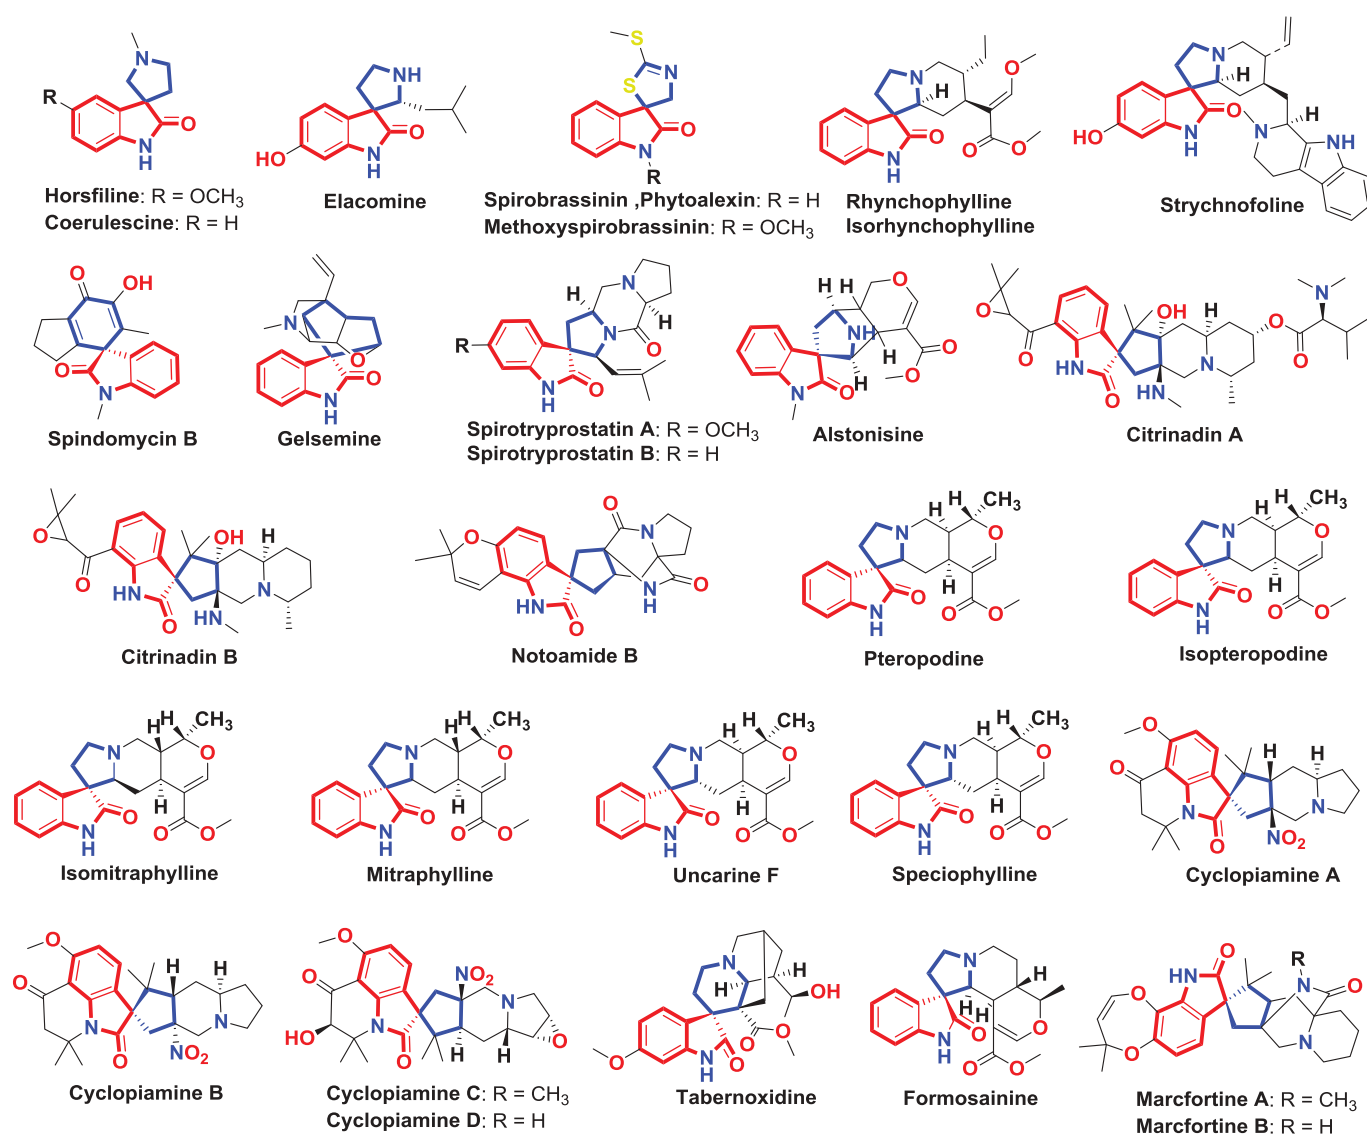 Horsfiline: R = OCH3
Coerulescine: R = H
Elacomine
Spirobrassinin ,Phytoalexin: R = H
Methoxyspirobrassinin: R = OCH3
Rhynchophylline
Isorhynchophylline
Strychnofoline
Spindomycin B
Gelsemine
Spirotryprostatin A: R = OCH3
Spirotryprostatin B: R = H
Alstonisine
Citrinadin A
Citrinadin B
Notoamide B
Pteropodine
Isopteropodine
Isomitraphylline
Mitraphylline
Uncarine F
Speciophylline
Cyclopiamine A
Cyclopiamine B
Cyclopiamine C: R = CH3
Cyclopiamine D: R = H
Tabernoxidine
Formosainine
Marcfortine A: R = CH3
Marcfortine B: R = H